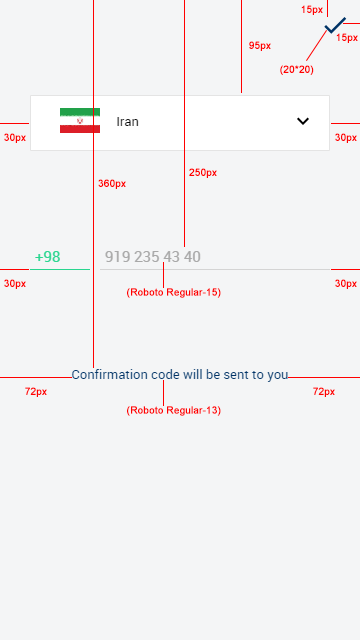 15px
15px
95px
(20*20)
Iran
30px
30px
250px
360px
+98
919 235 43 40
30px
(Roboto Regular-15)
30px
Confirmation code will be sent to you
72px
72px
(Roboto Regular-13)